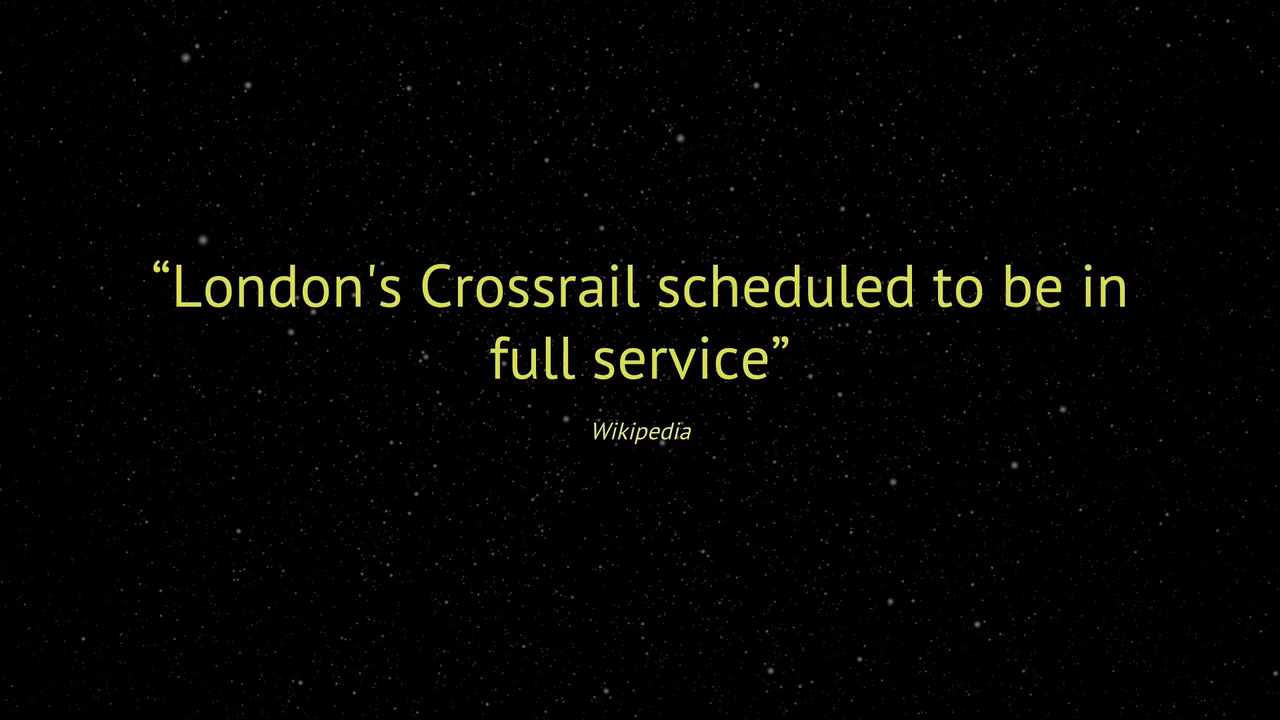 “London's Crossrail scheduled to be in
full service”
Wikipedia